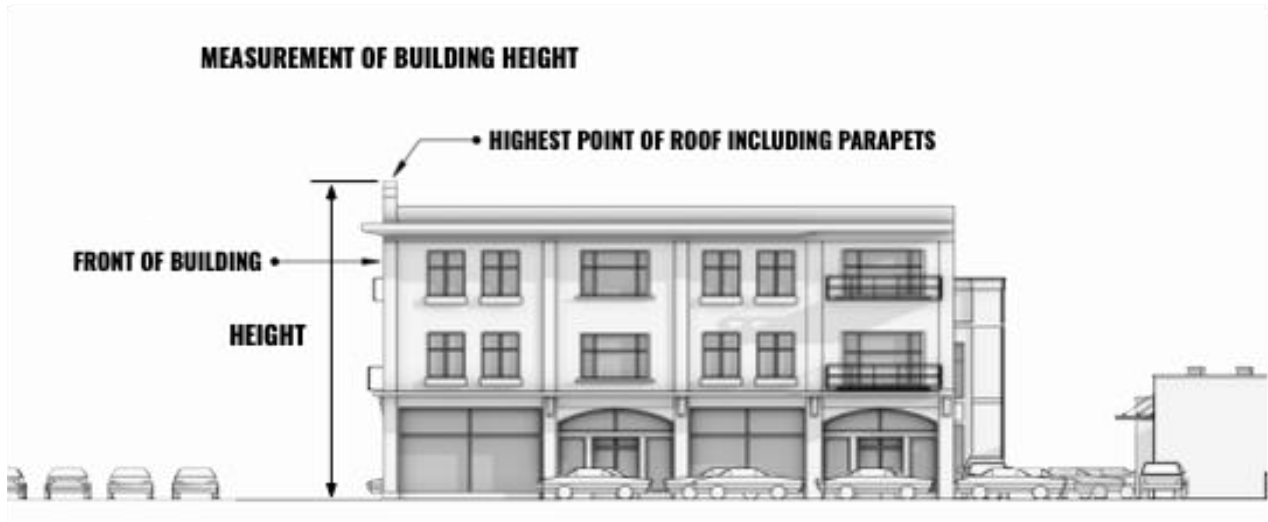 MEASUREMENT OF BUILDING HEIGHT
HIGHEST POINT OF ROOF INCLUDING PARAPETS
FRONT OF BUILDING
HEIGHT